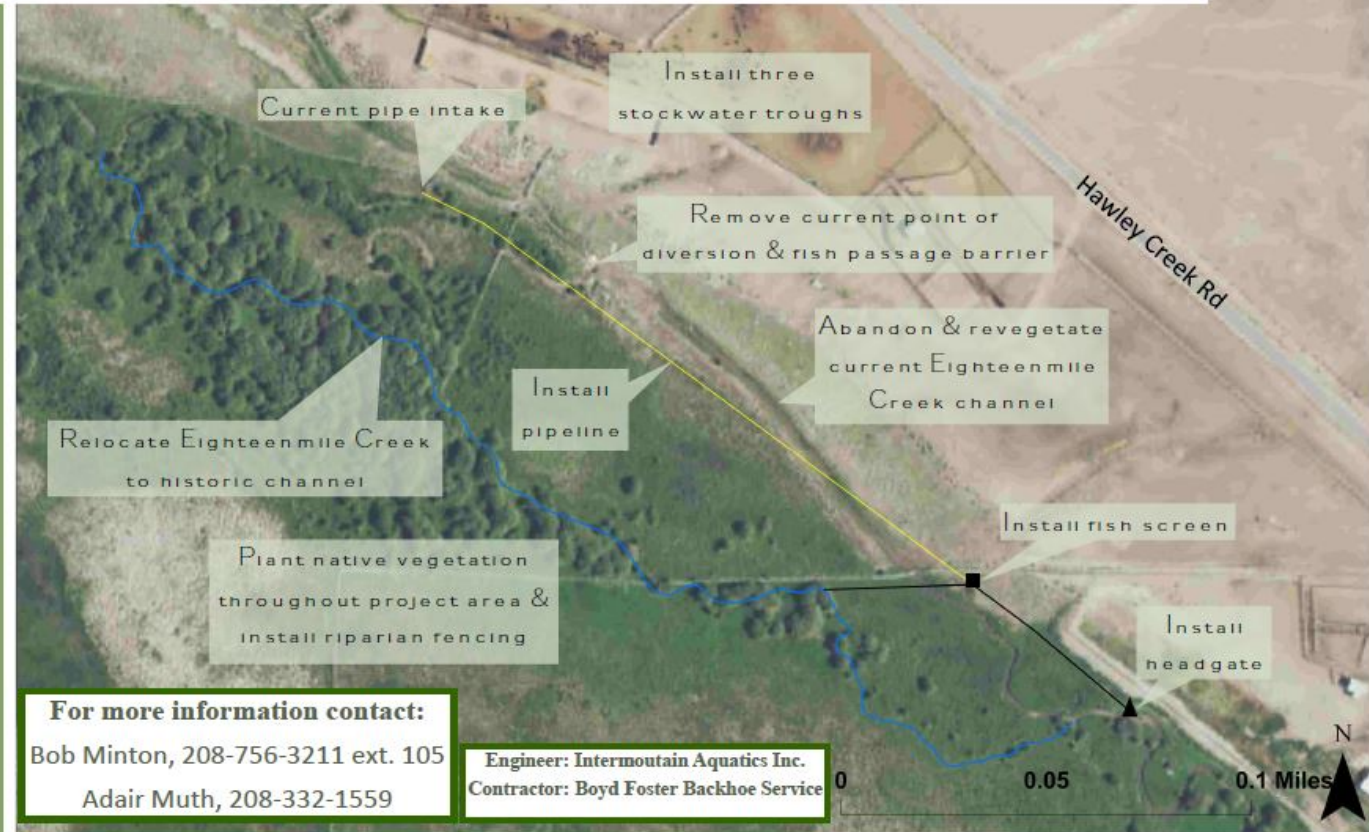 Install three
stockwater troughs
Current pipe intake
Hawley Creek Rd
Remove current point of
diversion & fish passage barrier
Abandon & revegetate
current Eighteenmile
Creek channel
Install
pipeline
Relocate Eighteenmile Creek
to historic channel
Install fish screen
Plant native vegetation
throughout project area &
install riparian fencing
Install
headgate
For more information contact:
Bob Minton, 208-756-3211 ext. 105
Adair Muth, 208-332-1559
Engineer: Intermoutain Aquatics Inc.
Contractor: Boyd Foster Backhoe Service
0 0.05 0.1 Miles
N